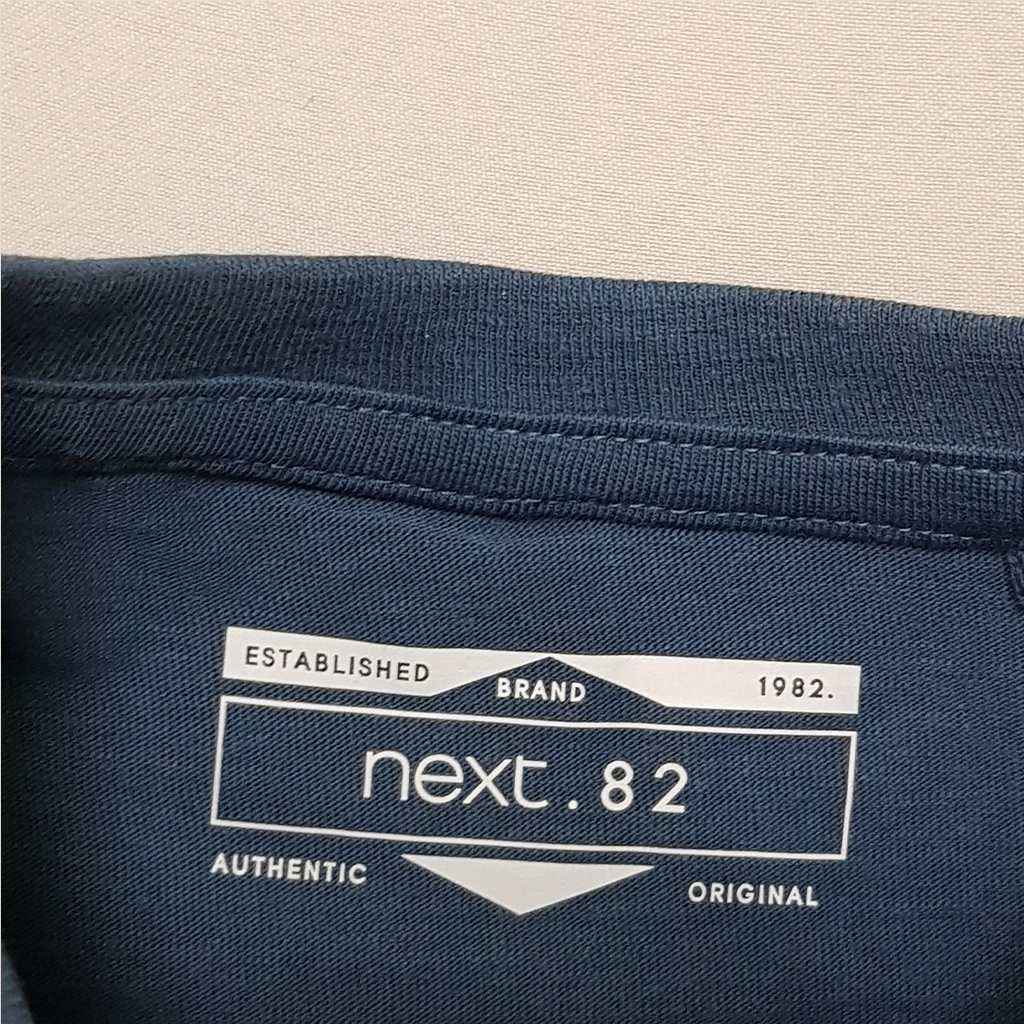 ESTABLISHED BRAND 1982.
next.82
AUTHENTIC ORIGINAL